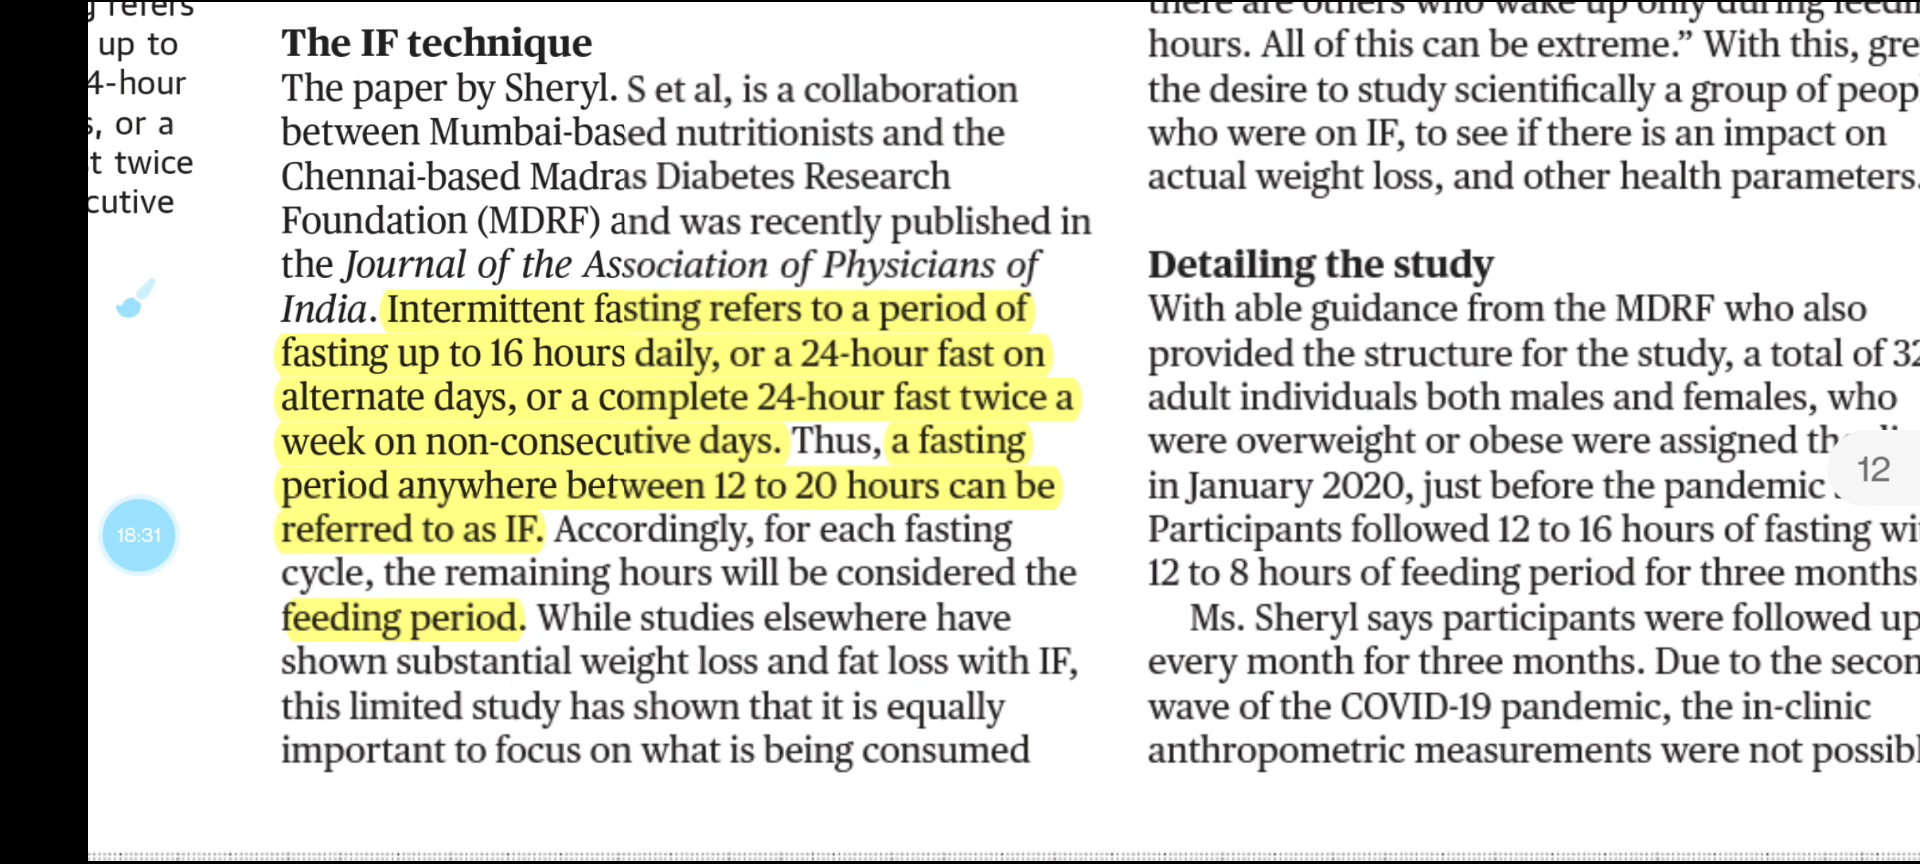 refers
up to
4-hour
s, or a
t twice
cutive
18:31
The IF technique
The paper by Sheryl. S et al, is a collaboration
between Mumbai-based nutritionists and the
Chennai-based Madras Diabetes Research
Foundation (MDRF) and was recently published in
the Journal of the Association of Physicians of
India. Intermittent fasting refers to a period of
fasting up to 16 hours daily, or a 24-hour fast on
alternate days, or a complete 24-hour fast twice a
week on non-consecutive days. Thus, a fasting
period anywhere between 12 to 20 hours can be
referred to as IF. Accordingly, for each fasting
cycle, the remaining hours will be considered the
feeding period. While studies elsewhere have
shown substantial weight loss and fat loss with IF,
this limited study has shown that it is equally
important to focus on what is being consumed
there are others who wake up only during
hours. All of this can be extreme.” With this, gre
the desire to study scientifically a group of peop
who were on IF, to see if there is an impact on
actual weight loss, and other health parameters.
Detailing the study
With able guidance from the MDRF who also
provided the structure for the study, a total of 32
adult individuals both males and females, who
were overweight or obese were assigned
in January 2020, just before the pandemic
Participants followed 12 to 16 hours of fasting wi
12 to 8 hours of feeding period for three months
Ms. Sheryl says participants were followed up
every month for three months. Due to the secon
wave of the COVID-19 pandemic, the in-clinic
anthropometric measurements were not possibl
12